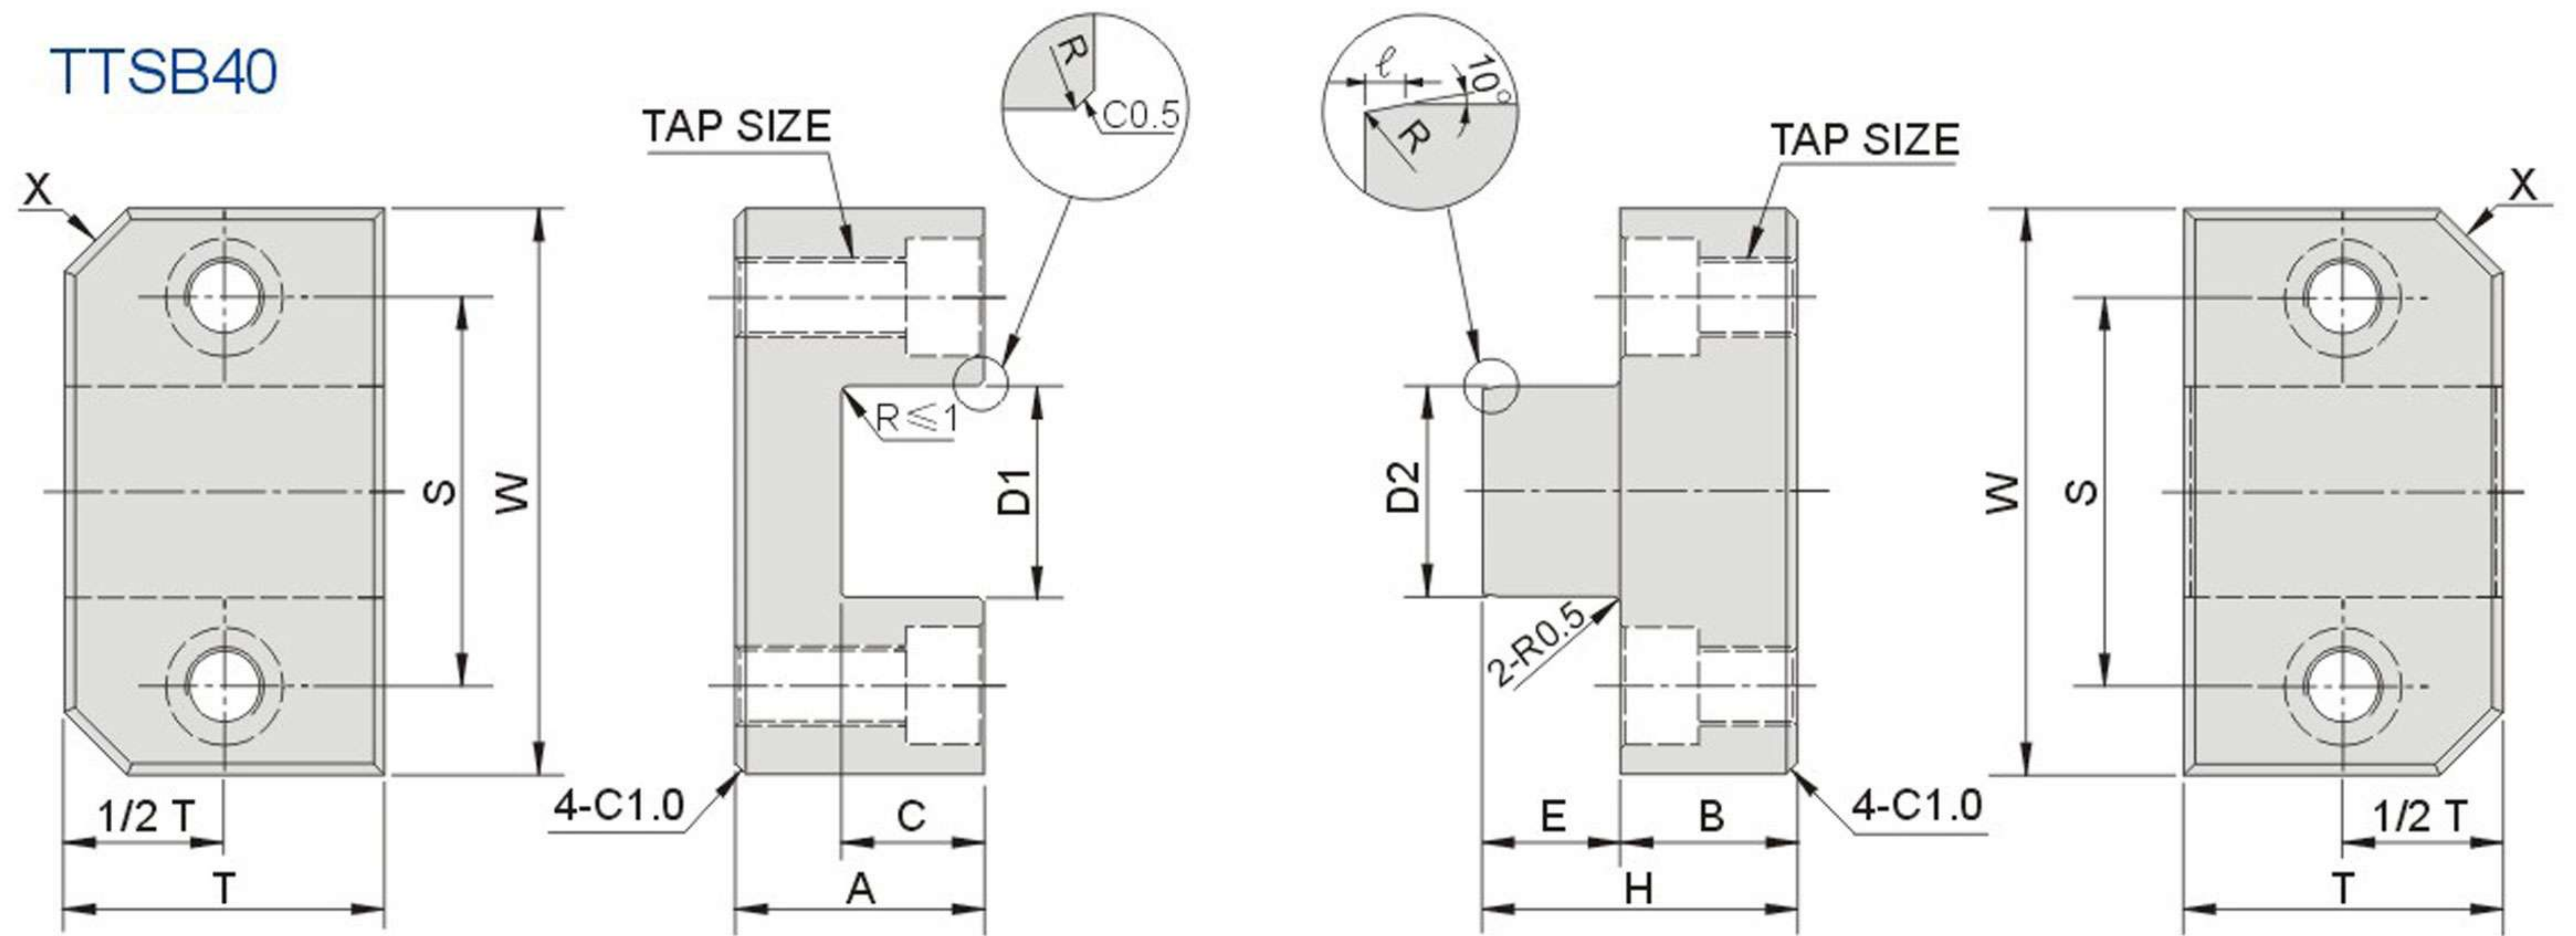 TTSB40
X
S
W
1/2 T
T
TAP SIZE
R
C0.5
R≤1
D1
4-C1.0
C
A
ℓ
10°
R
TAP SIZE
D2
2-R0.5
E
B
H
4-C1.0
X
W
S
1/2 T
T